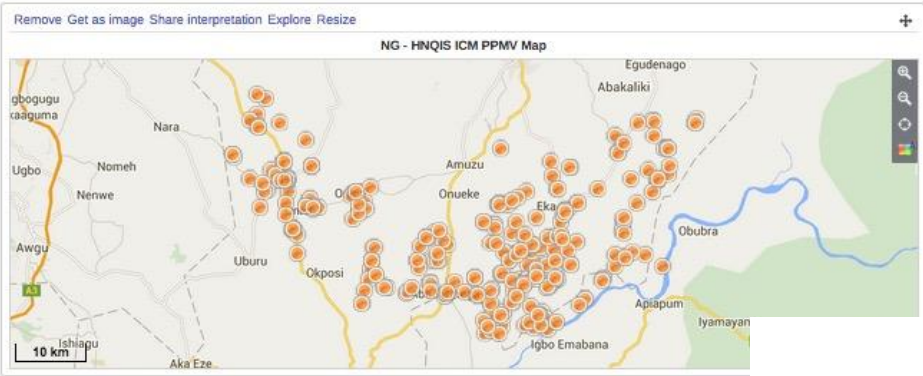 Remove Get as image Share interpretation Explore Resize
NG - HNQIS ICM PPMV Map
Egudenago
Abakaliki
gbogugu
kaaguma
Nara
Ugbo
Nomeh
Amuzu
Nenwe
Onueke
Eka
Obubra
Awgu
Uburu
Okposi
A3
Apiapum
Iyamayan
Ishiagu
Igbo Emabana
10 km
Aka Eze